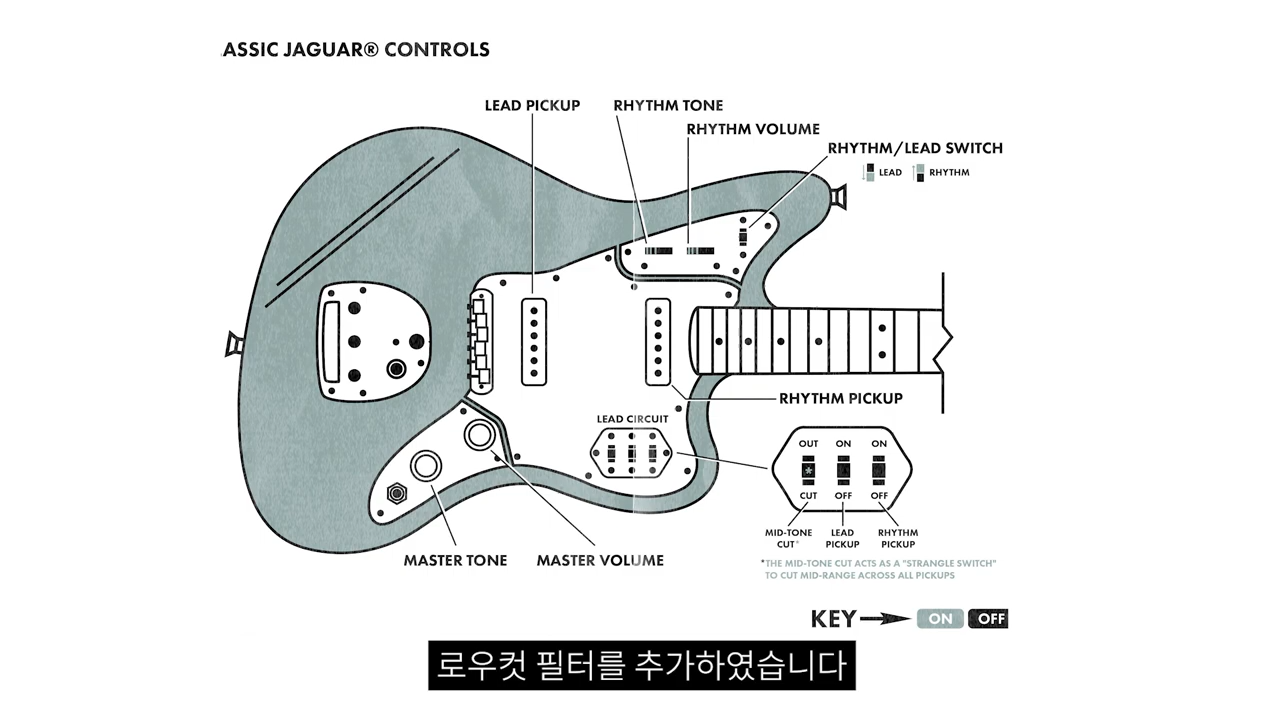 ASSIC JAGUAR® CONTROLS
LEAD PICKUP
RHYTHM TONE
RHYTHM VOLUME
RHYTHM/LEAD SWITCH
LEAD
RHYTHM
RHYTHM PICKUP
LEAD CIRCUIT
OUT ON ON
*
CUT OFF OFF
MID-TONE
CUT*
LEAD
PICKUP
RHYTHM
PICKUP
MASTER TONE
MASTER VOLUME
*THE MID-TONE CUT ACTS AS A "STRANGLE SWITCH"
TO CUT MID-RANGE ACROSS ALL PICKUPS
KEY ON OFF
로우컷 필터를 추가하였습니다